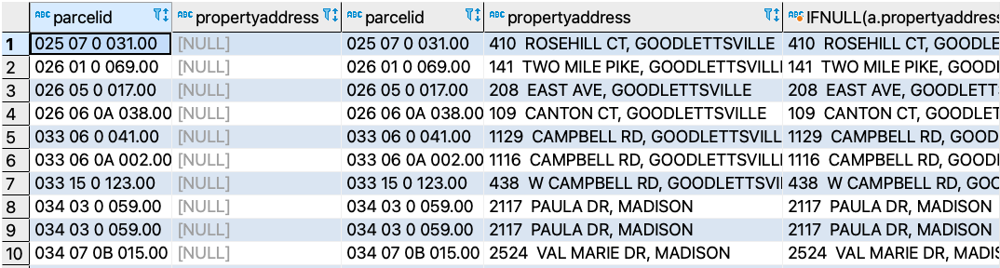 ABC parcelid ABC propertyaddress ABC parcelid ABC propertyaddress ABC IFNULL(a.propertyaddress
1 025 07 0 031.00 [NULL] 025 07 0 031.00 410  ROSEHILL CT, GOODLETTSVILLE 410  ROSEHILL CT, GOODLE
2 026 01 0 069.00 [NULL] 026 01 0 069.00 141  TWO MILE PIKE, GOODLETTSVILL 141  TWO MILE PIKE, GOOD
3 026 05 0 017.00 [NULL] 026 05 0 017.00 208  EAST AVE, GOODLETTSVILLE 208  EAST AVE, GOODLETT
4 026 06 0A 038.00 [NULL] 026 06 0A 038.00 109  CANTON CT, GOODLETTSVILLE 109  CANTON CT, GOODLET
5 033 06 0 041.00 [NULL] 033 06 0 041.00 1129  CAMPBELL RD, GOODLETTSVIL 1129  CAMPBELL RD, GOOD
6 033 06 0A 002.00 [NULL] 033 06 0A 002.00 1116  CAMPBELL RD, GOODLETTSVIL 1116  CAMPBELL RD, GOOD
7 033 15 0 123.00 [NULL] 033 15 0 123.00 438  W CAMPBELL RD, GOODLETTSVI 438  W CAMPBELL RD, GOO
8 034 03 0 059.00 [NULL] 034 03 0 059.00 2117  PAULA DR, MADISON 2117  PAULA DR, MADISON
9 034 03 0 059.00 [NULL] 034 03 0 059.00 2117  PAULA DR, MADISON 2117  PAULA DR, MADISON
10 034 07 0B 015.00 [NULL] 034 07 0B 015.00 2524  VAL MARIE DR, MADISON 2524  VAL MARIE DR, MADIS